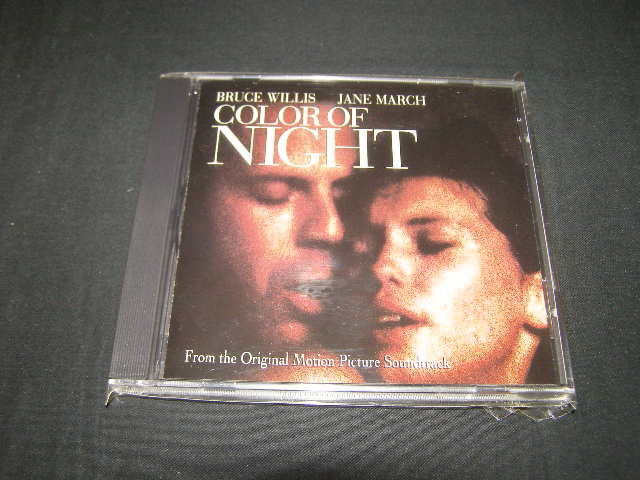 BRUCE WILLIS JANE MARCH
COLOR OF
NIGHT
From the Original Motion Picture Soundtrack